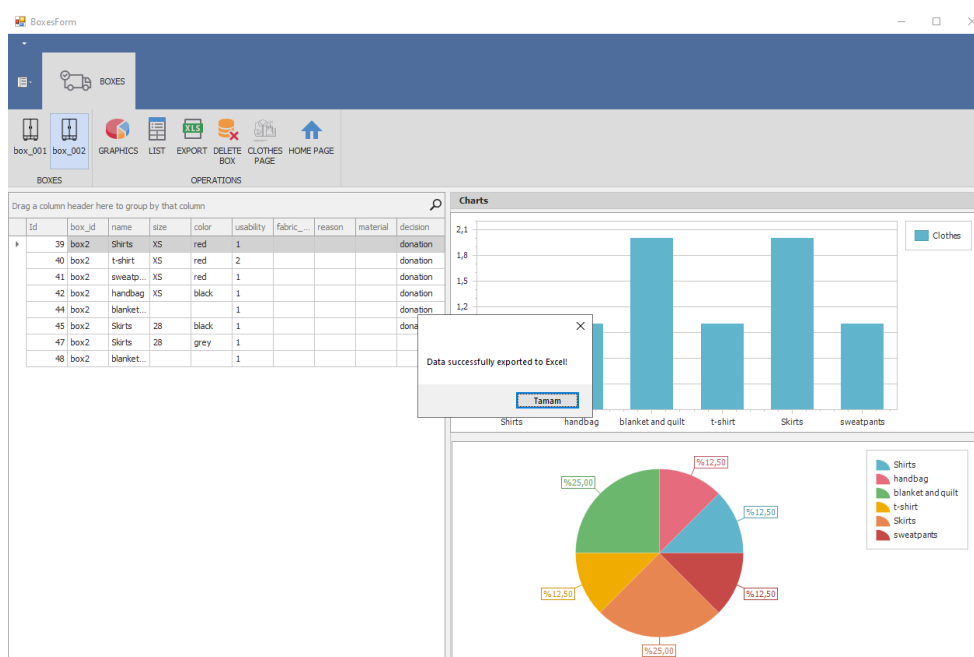 BoxesForm
BOXES
box_001 box_002 GRAPHICS LIST EXPORT DELETE BOX CLOTHES PAGE HOME PAGE
XLS
BOXES OPERATIONS
Drag a column header here to group by that column
Id box_id name size color usability fabric_... reason material decision
39 box2 Shirts XS red 1 donation
40 box2 t-shirt XS red 2 donation
41 box2 sweatp... XS red 1 donation
42 box2 handbag XS black 1 donation
44 box2 blanket... 1 donation
45 box2 Skirts 28 black 1 dona
47 box2 Skirts 28 grey 1
48 box2 blanket... 1
Charts
2,1
1,8
1,5
1,2
Clothes
Shirts handbag blanket and quilt t-shirt Skirts sweatpants
Data successfully exported to Excel!
Tamam
%12,50
%25,00
%12,50
%12,50
%12,50
%25,00
Shirts
handbag
blanket and quilt
t-shirt
Skirts
sweatpants